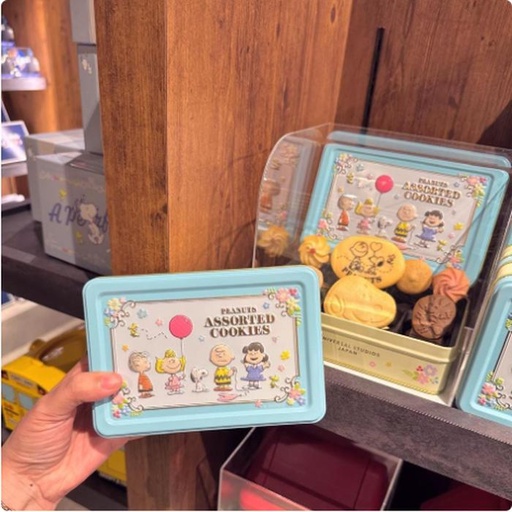 PEANUTS
ASSORTED
COOKIES
PEANUTS
ASSORTED
COOKIES
UNIVERSAL STUDIOS
JAPAN